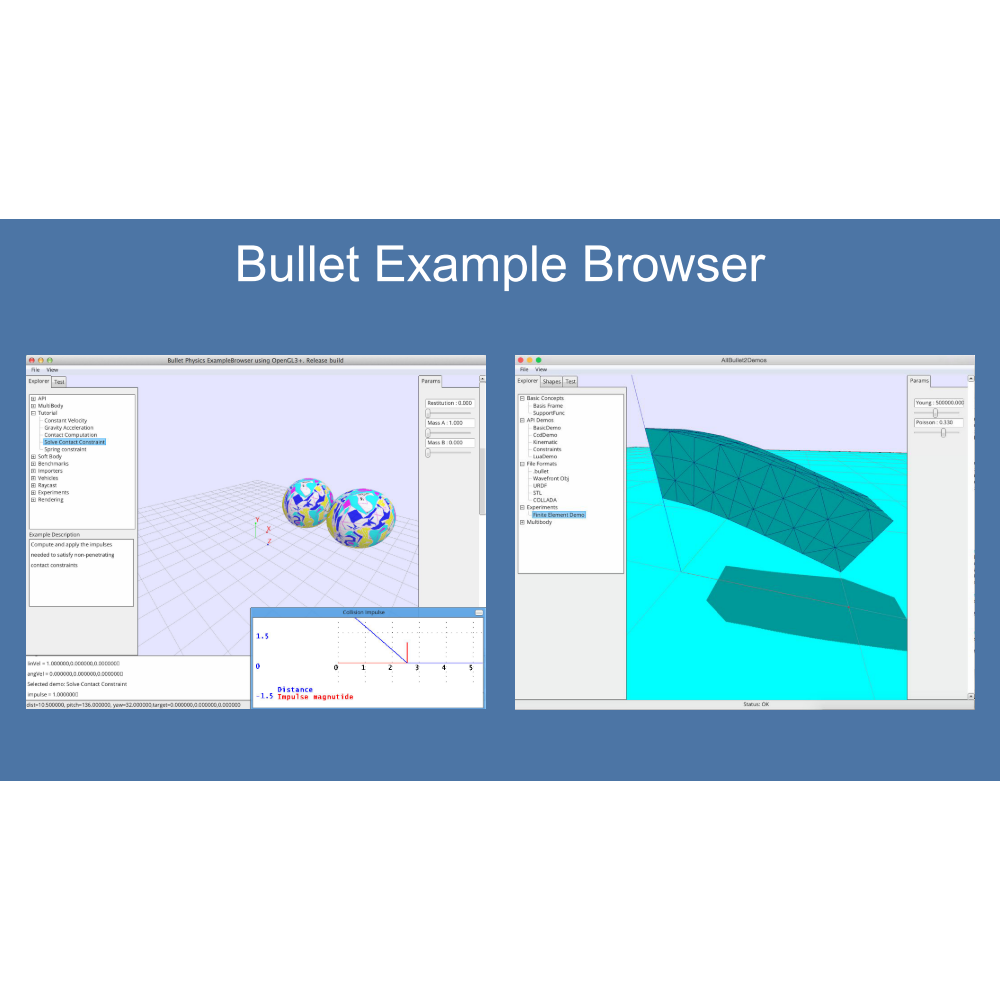 Bullet Example Browser
Bullet Physics ExampleBrowser using OpenGL3+. Release build
File View
Explorer Test
API
MultiBody
Tutorial
Constant Velocity
Gravity Acceleration
Contact Computation
Solve Contact Constraint
Spring constraint
Soft Body
Benchmarks
Importers
Vehicles
Raycast
Experiments
Rendering
Example Description
Compute and apply the impulses
needed to satisfy non-penetrating
contact constraints
Params
Restitution : 0.000
Mass A : 1.000
Mass B : 0.000
Y
X
Z
Collision Impulse
1.5
0
-1.5
0 1 2 3 4 5
Distance
Impulse magnutide
linVel = 1.000000,0.000000,0.000000
angVel = 0.000000,0.000000,0.000000
Selected demo: Solve Contact Constraint
impulse = 1.000000
dist=10.500000, pitch=136.000000, yaw=32.000000,target=0.000000,0.000000,0.000000
AllBullet2Demos
File View
Explorer Shapes Test
Basic Concepts
Basis Frame
SupportFunc
API Demos
BasicDemo
CcdDemo
Kinematic
Constraints
LuaDemo
File Formats
.bullet
Wavefront Obj
URDF
STL
COLLADA
Experiments
Finite Element Demo
Multibody
Params
Young : 500000.000
Poisson : 0.330
Status: OK